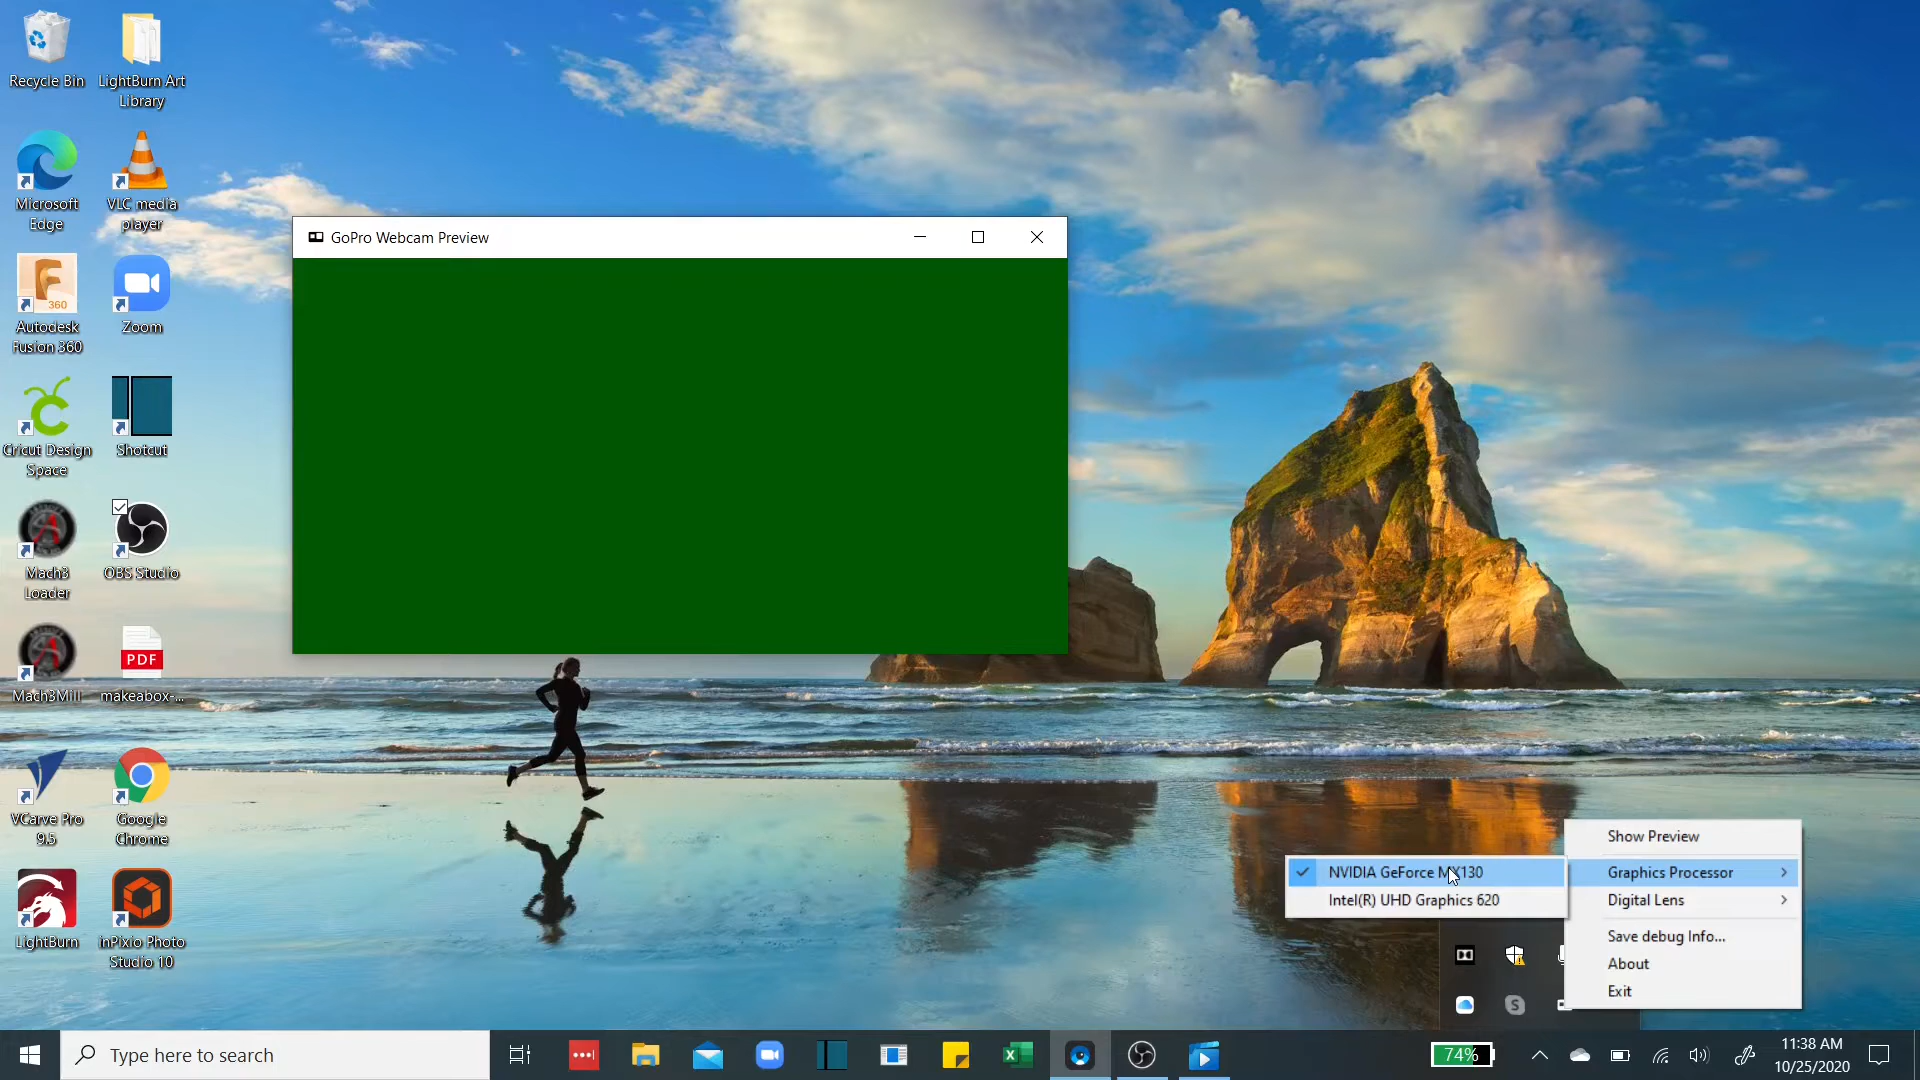 Recycle Bin
LightBurn Art
Library
Microsoft
Edge
VLC media
player
360
Autodesk
Fusion 360
Zoom
Cricut Design
Space
Shotcut
Mach3
Loader
OBS Studio
Mach3Mill
PDF
makeabox-...
VCarve Pro
9.5
Google
Chrome
LightBurn
inPixio Photo
Studio 10
GoPro Webcam Preview
Show Preview
Graphics Processor
Digital Lens
Save debug Info...
About
Exit
NVIDIA GeForce MX130
Intel(R) UHD Graphics 620
Type here to search
74%
11:38 AM
10/25/2020